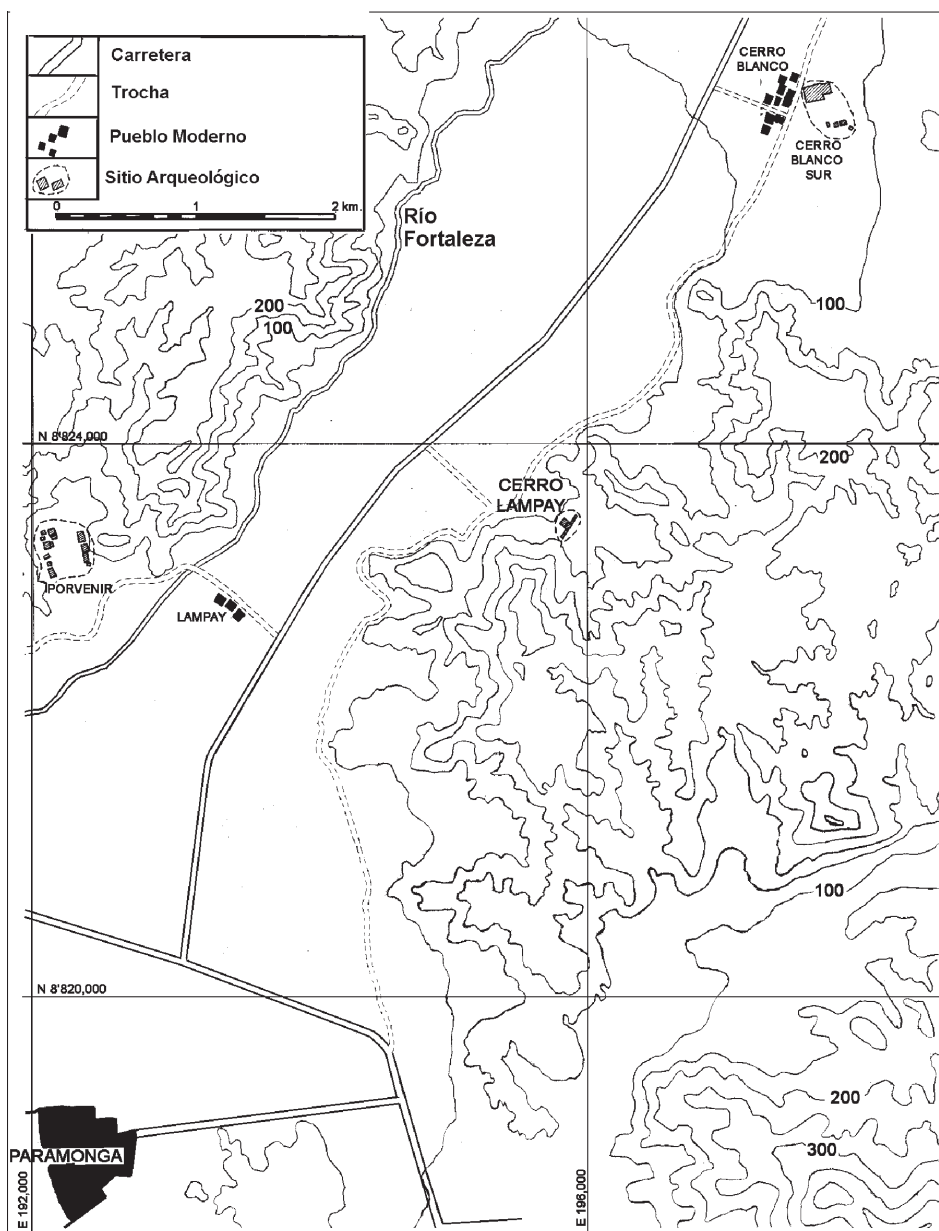 Carretera
Trocha
Pueblo Moderno
Sitio Arqueológico
0 1 2 km.
CERRO
BLANCO
CERRO
BLANCO
SUR
Río
Fortaleza
200
100
100
N 8'824,000
200
CERRO
LAMPAY
PORVENIR
LAMPAY
100
N 8'820,000
200
300
PARAMONGA
E 192,000
E 196,000